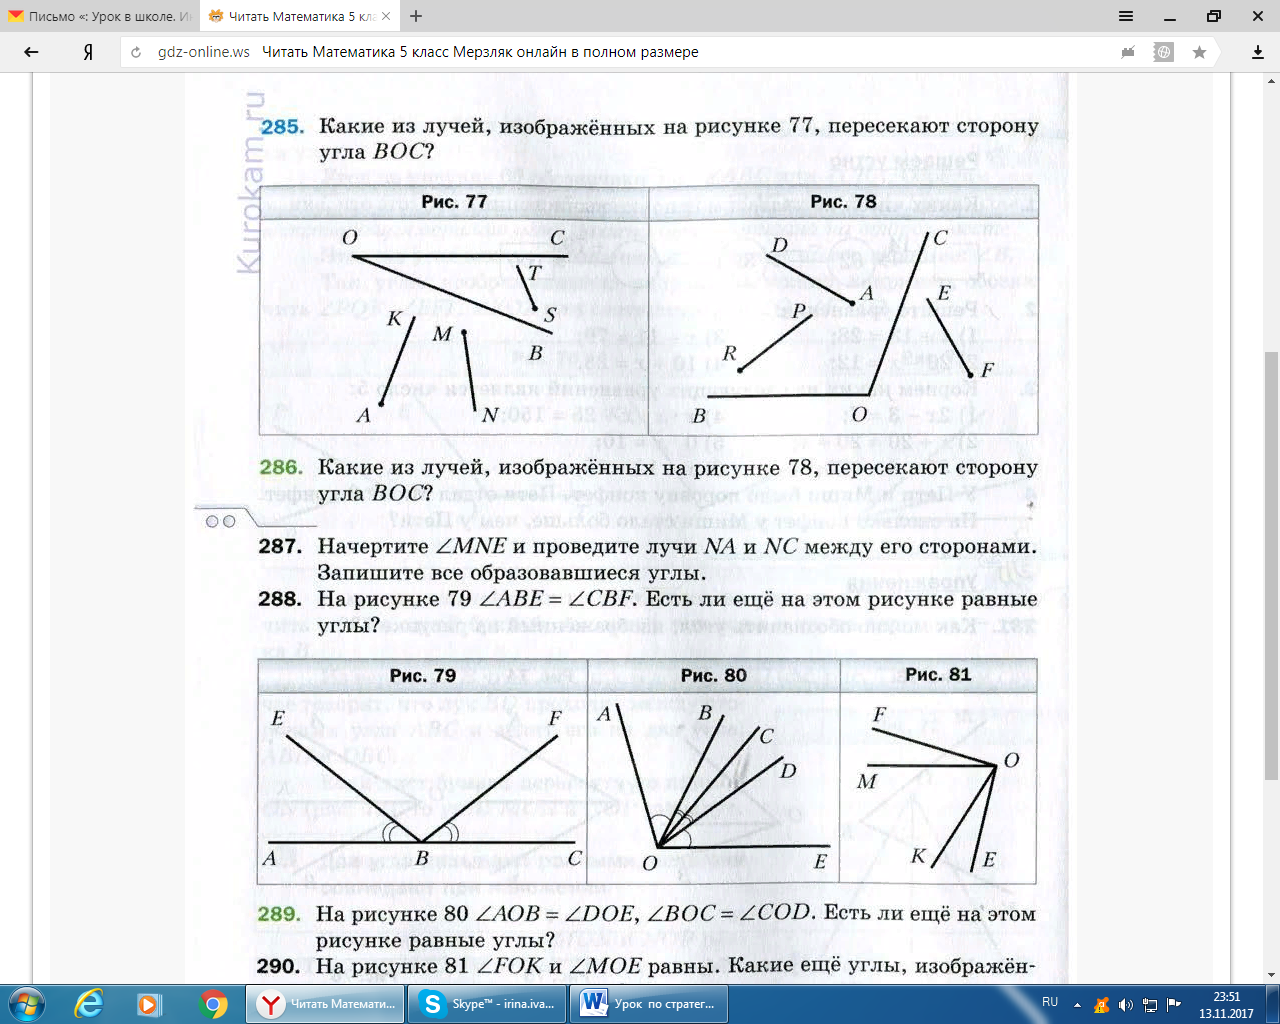 Письмо «: Урок в школе. Ин
Читать Математика 5 кла
gdz-online.ws Читать Математика 5 класс Мерзляк онлайн в полном размере
Kurokam.ru
285. Какие из лучей, изображённых на рисунке 77, пересекают сторону
угла BOC?
Рис. 77
Рис. 78
O
C
T
S
K
M
B
A
N
D
C
A
E
P
R
F
B
O
286. Какие из лучей, изображённых на рисунке 78, пересекают сторону
угла BOC?
287. Начертите ∠MNE и проведите лучи NA и NC между его сторонами.
Запишите все образовавшиеся углы.
288. На рисунке 79 ∠ABE = ∠CBF. Есть ли ещё на этом рисунке равные
углы?
Рис. 79
Рис. 80
Рис. 81
E
F
A
B
C
A
B
C
D
O
E
F
O
M
K
E
289. На рисунке 80 ∠AOB = ∠DOE, ∠BOC = ∠COD. Есть ли ещё на этом
рисунке равные углы?
290. На рисунке 81 ∠FOK и ∠MOE равны. Какие ещё углы, изображён-
Читать Математи...
Skype™ - irina.iva...
Урок по стратег...
RU
23:51
13.11.2017